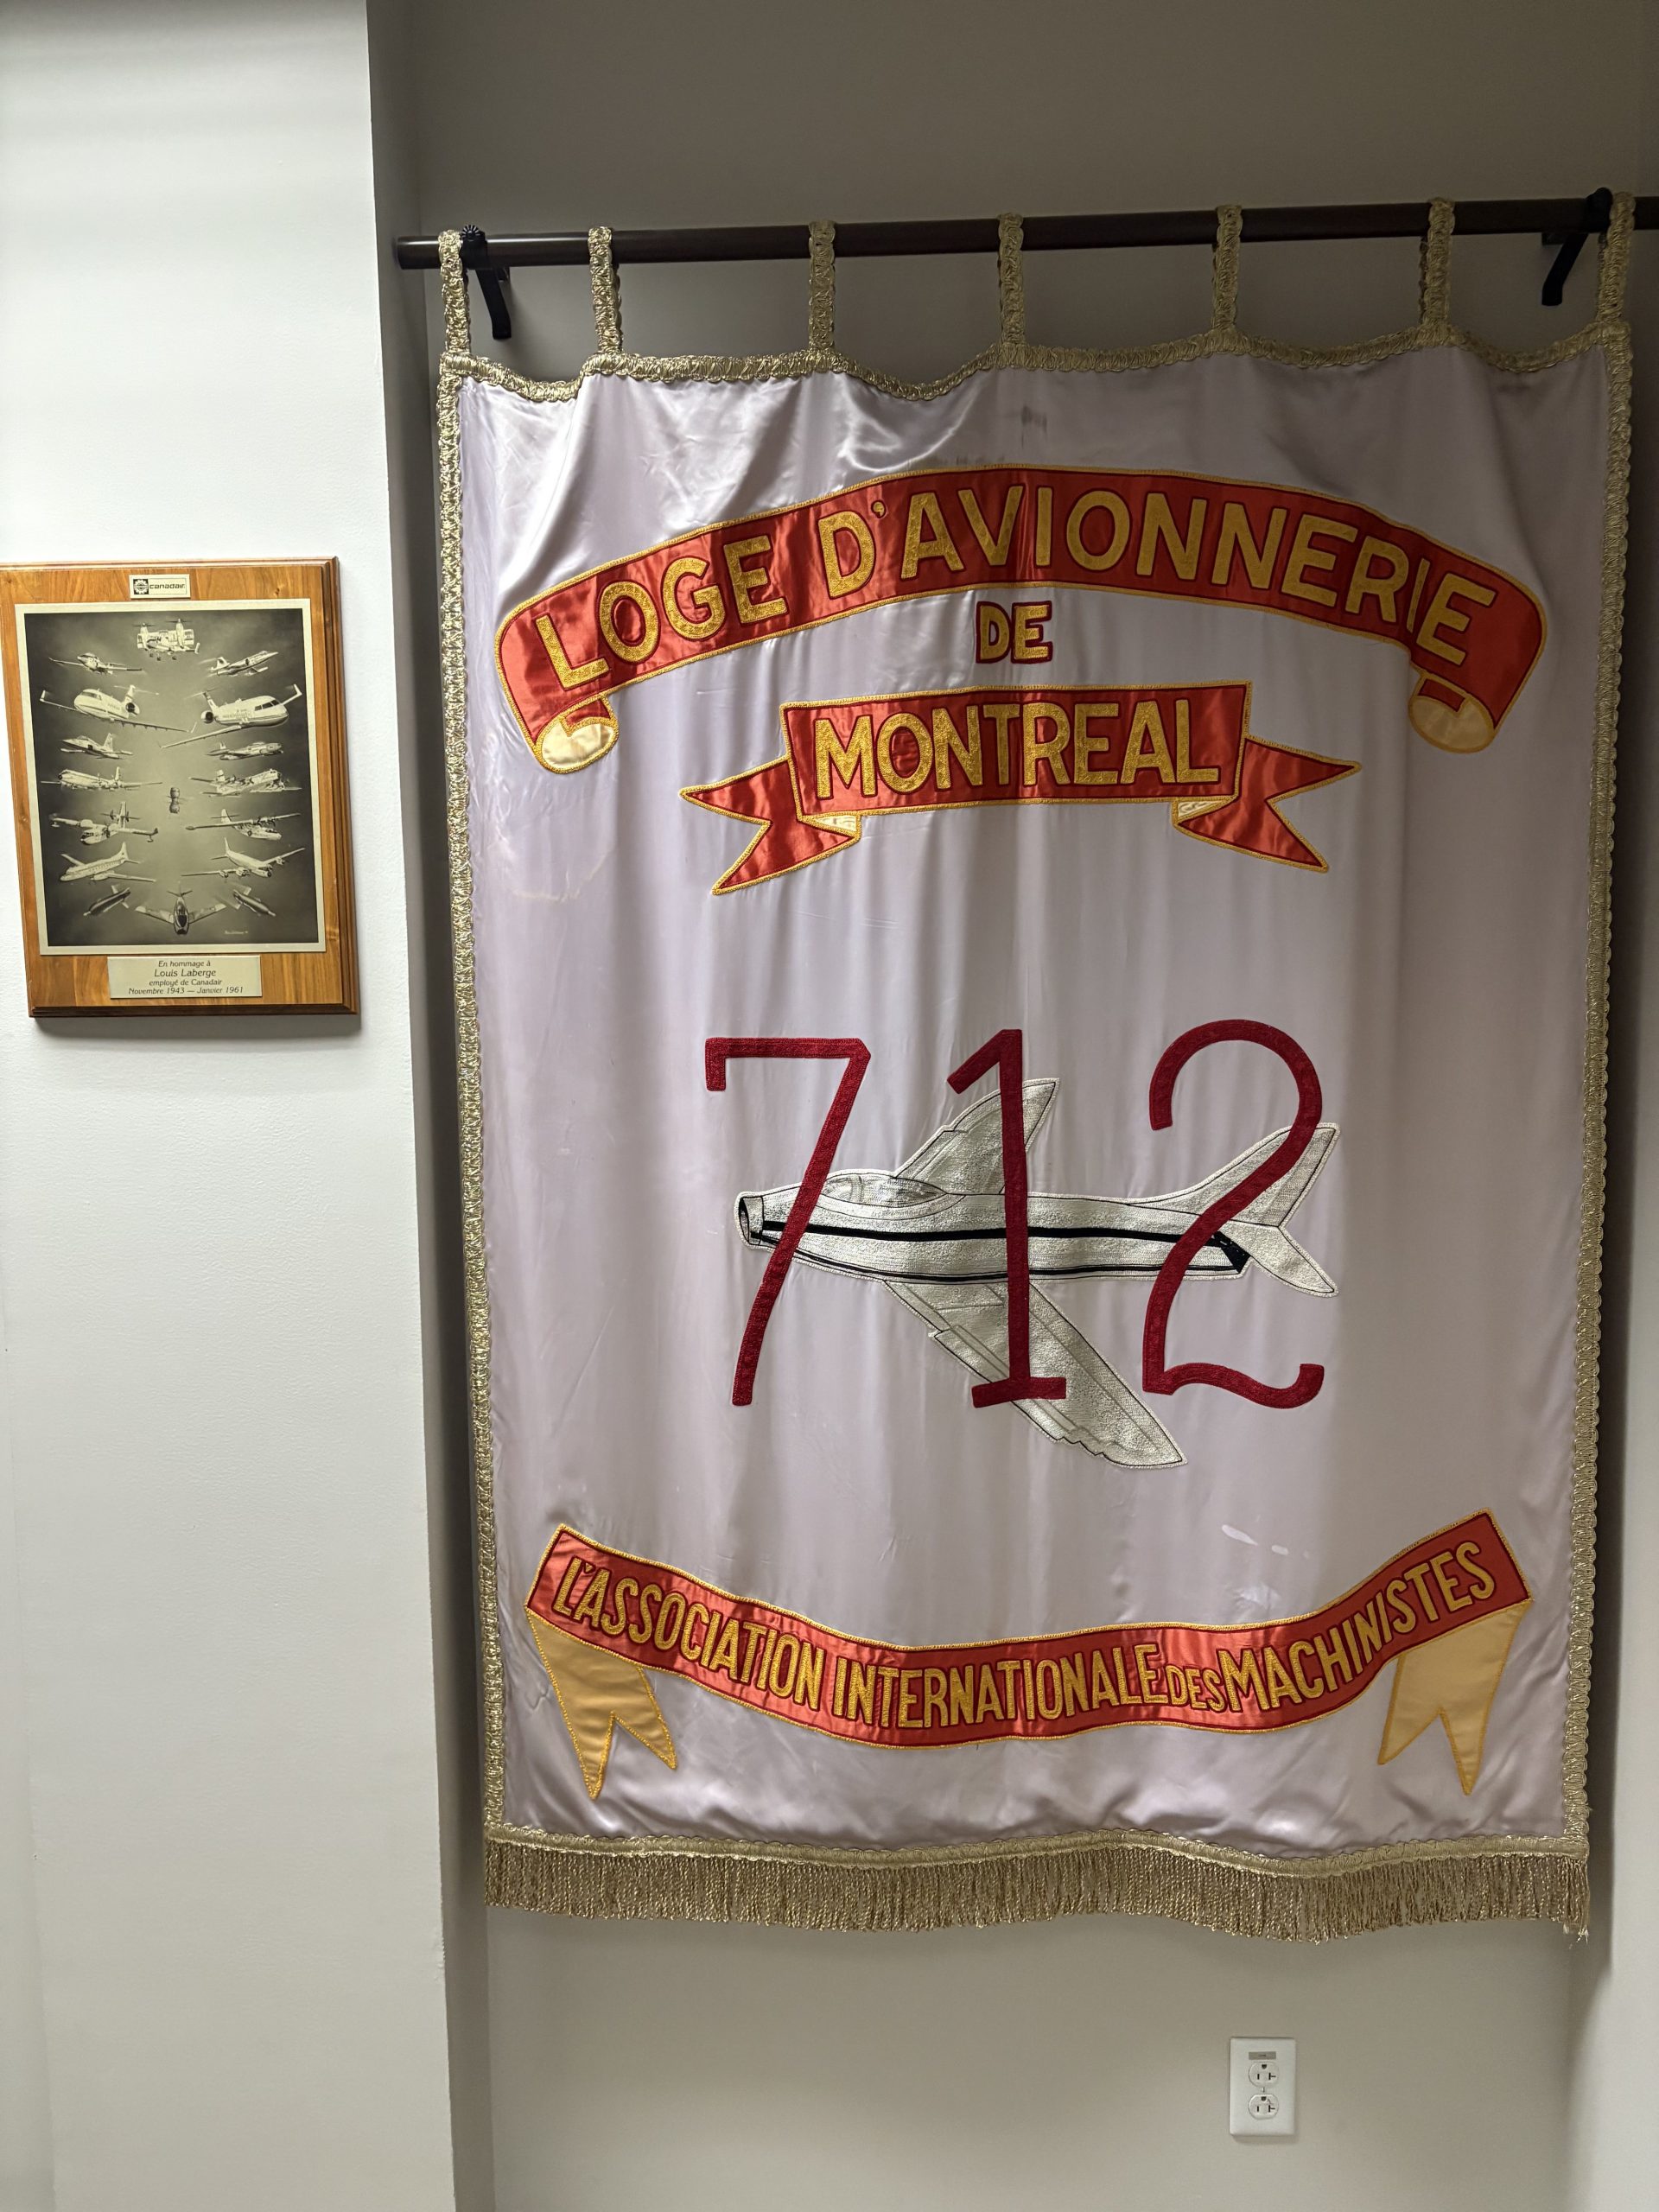 canadair
En hommage à
Louis Laberge
employé de Canadair
Novembre 1943 — Janvier 1961
LOGE D'AVIONNERIE
DE
MONTREAL
712
L'ASSOCIATION INTERNATIONALE DES MACHINISTES